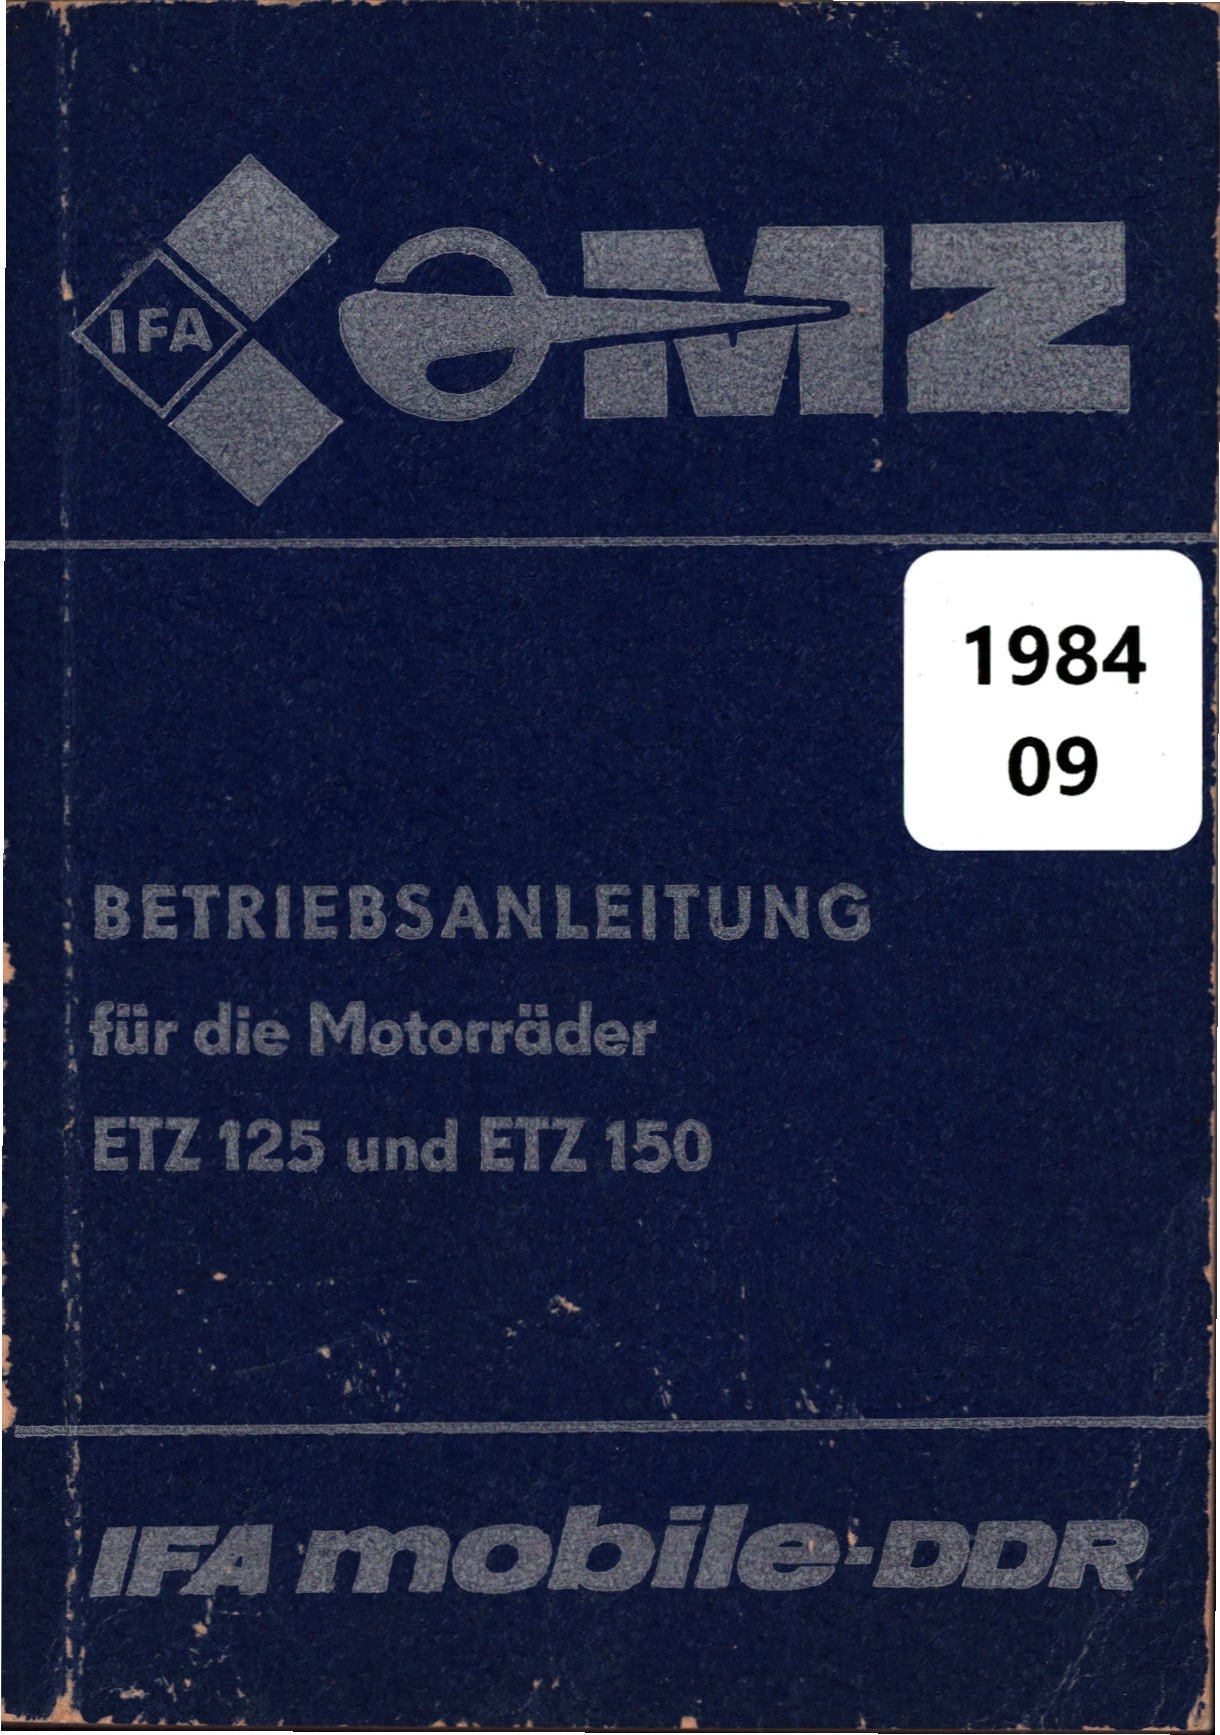 IFA
MZ
1984
09
BETRIEBSANLEITUNG
für die Motorräder
ETZ 125 und ETZ 150
IFA mobile-DDR